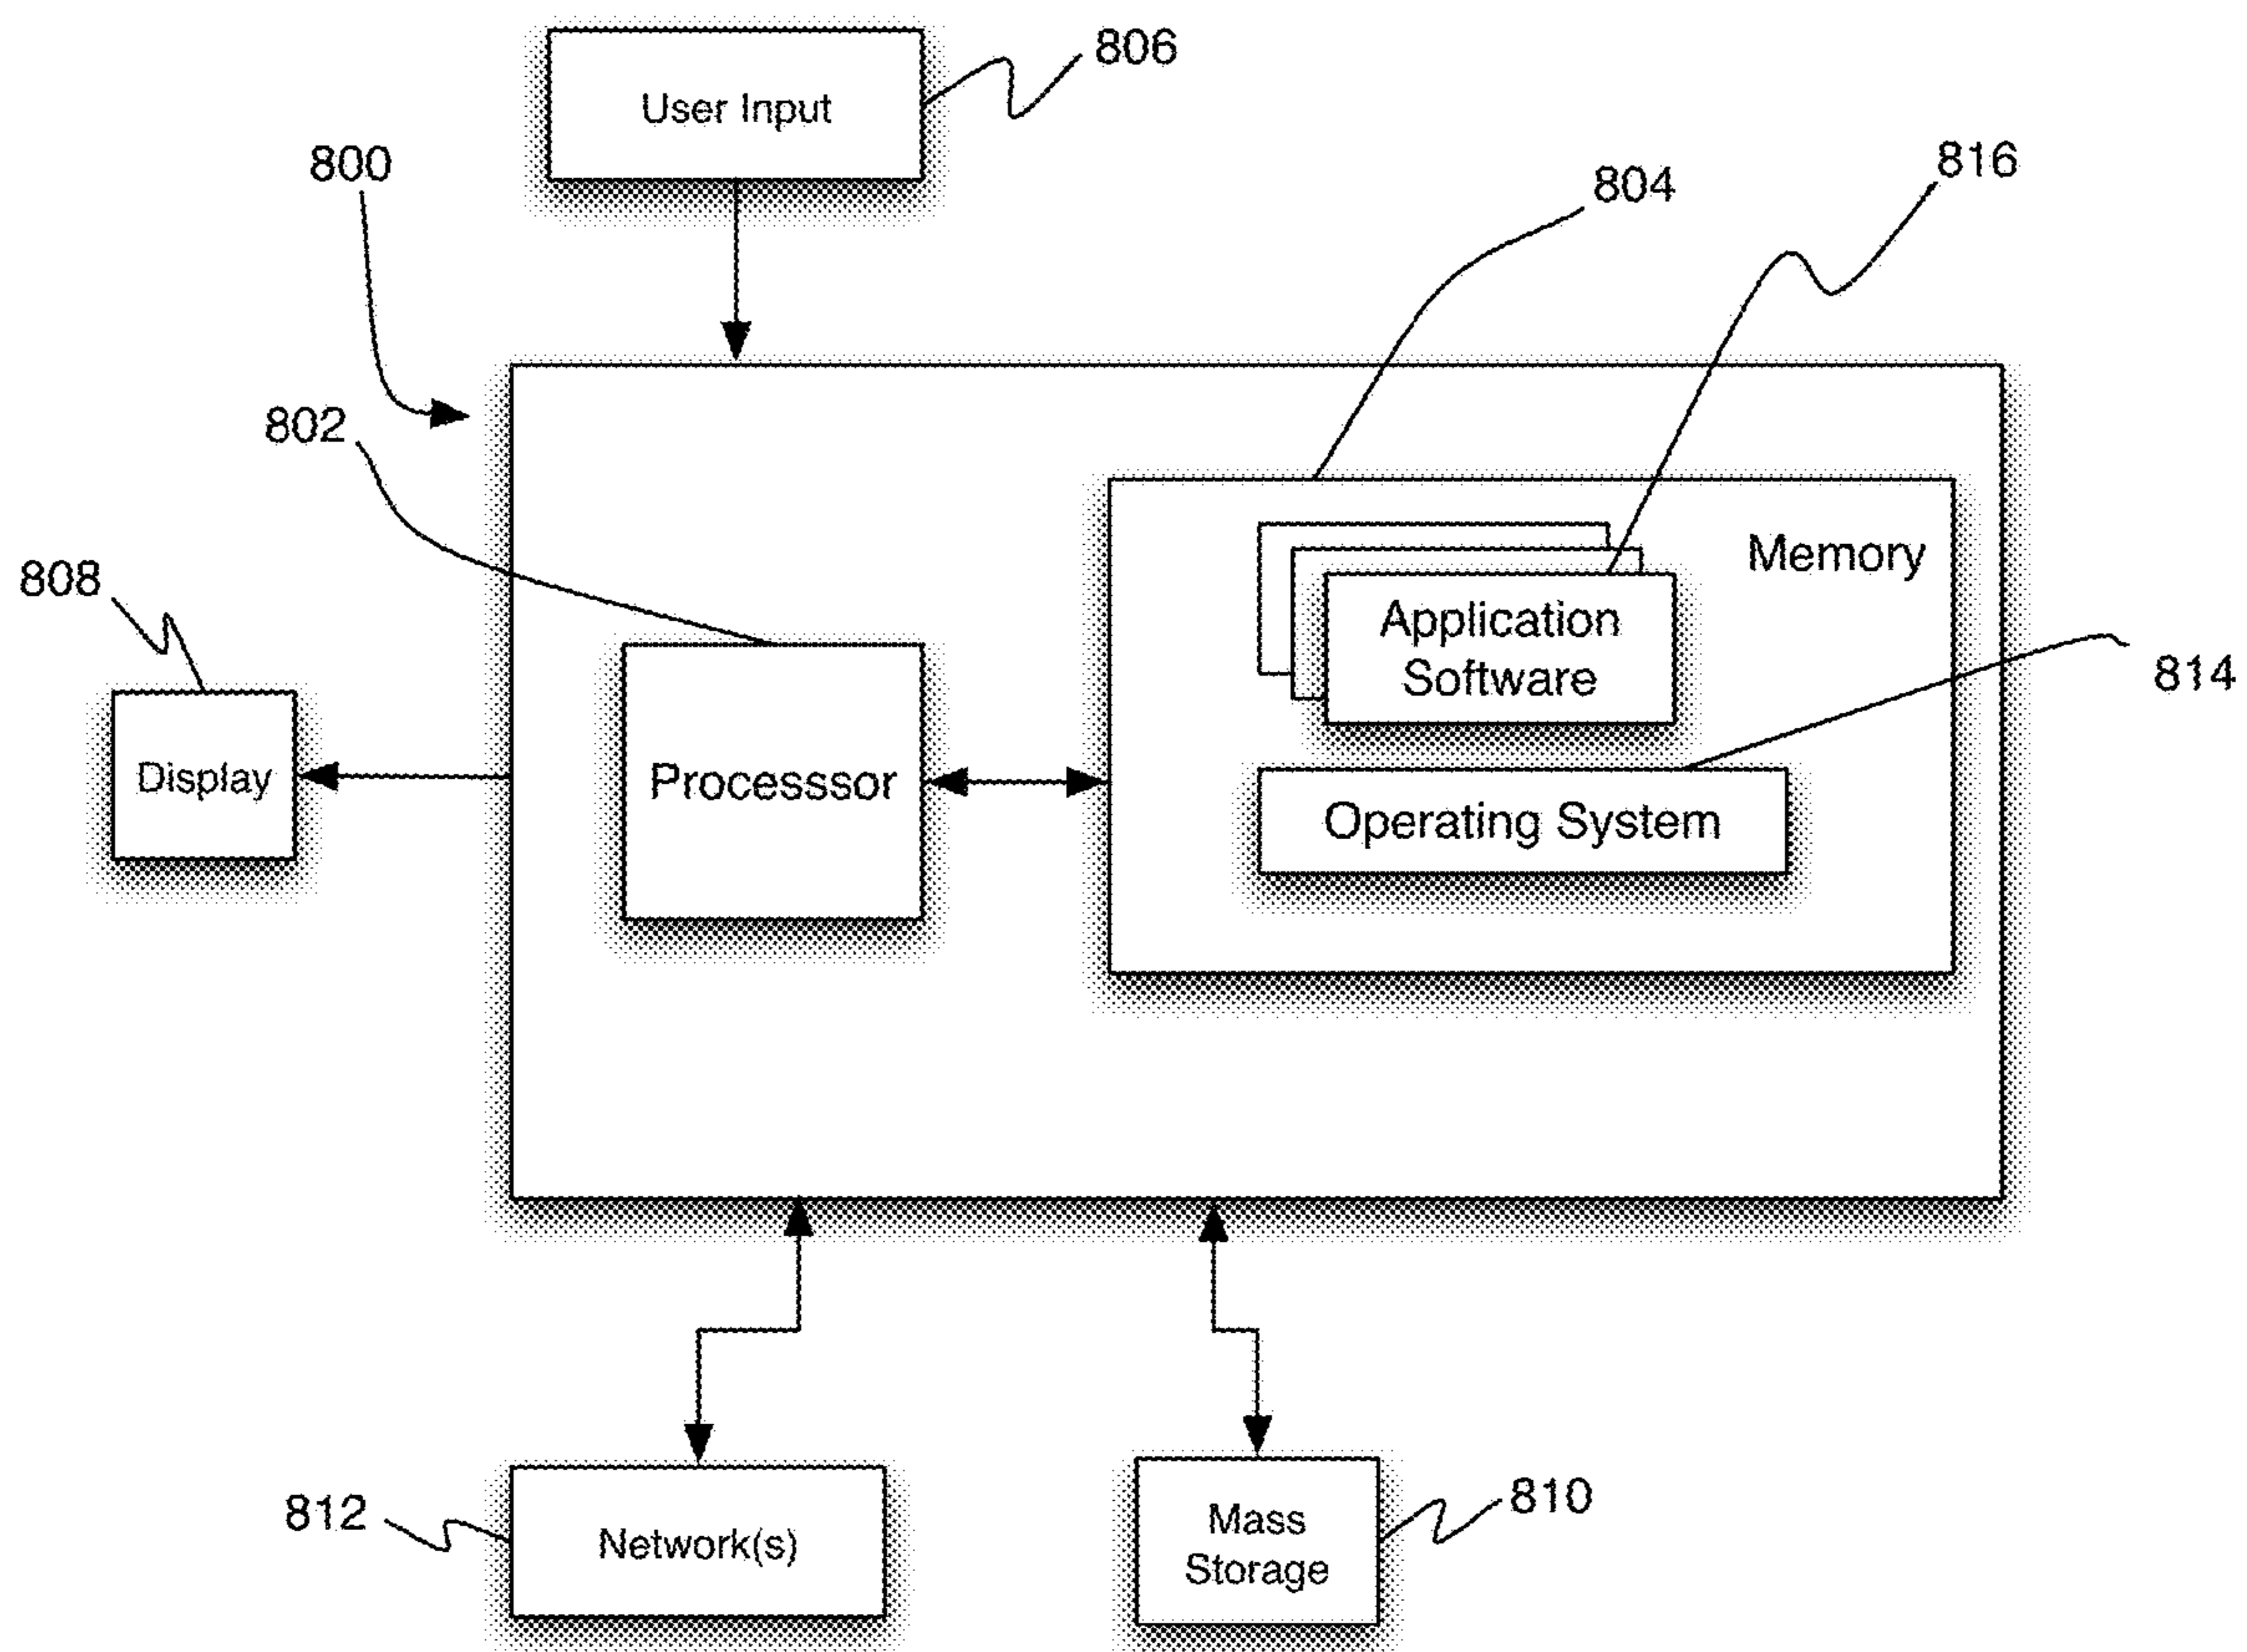 806
User Input
800
816
804
802
Memory
808
Application
Software
814
Processsor
Display
Operating System
812
Network(s)
810
Mass
Storage